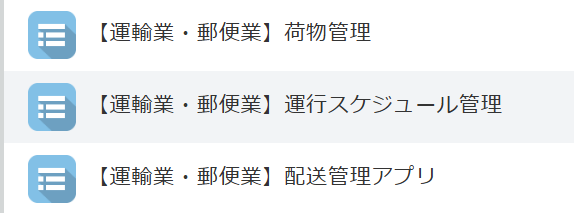 【運輸業・郵便業】荷物管理
【運輸業・郵便業】運行スケジュール管理
【運輸業・郵便業】配送管理アプリ